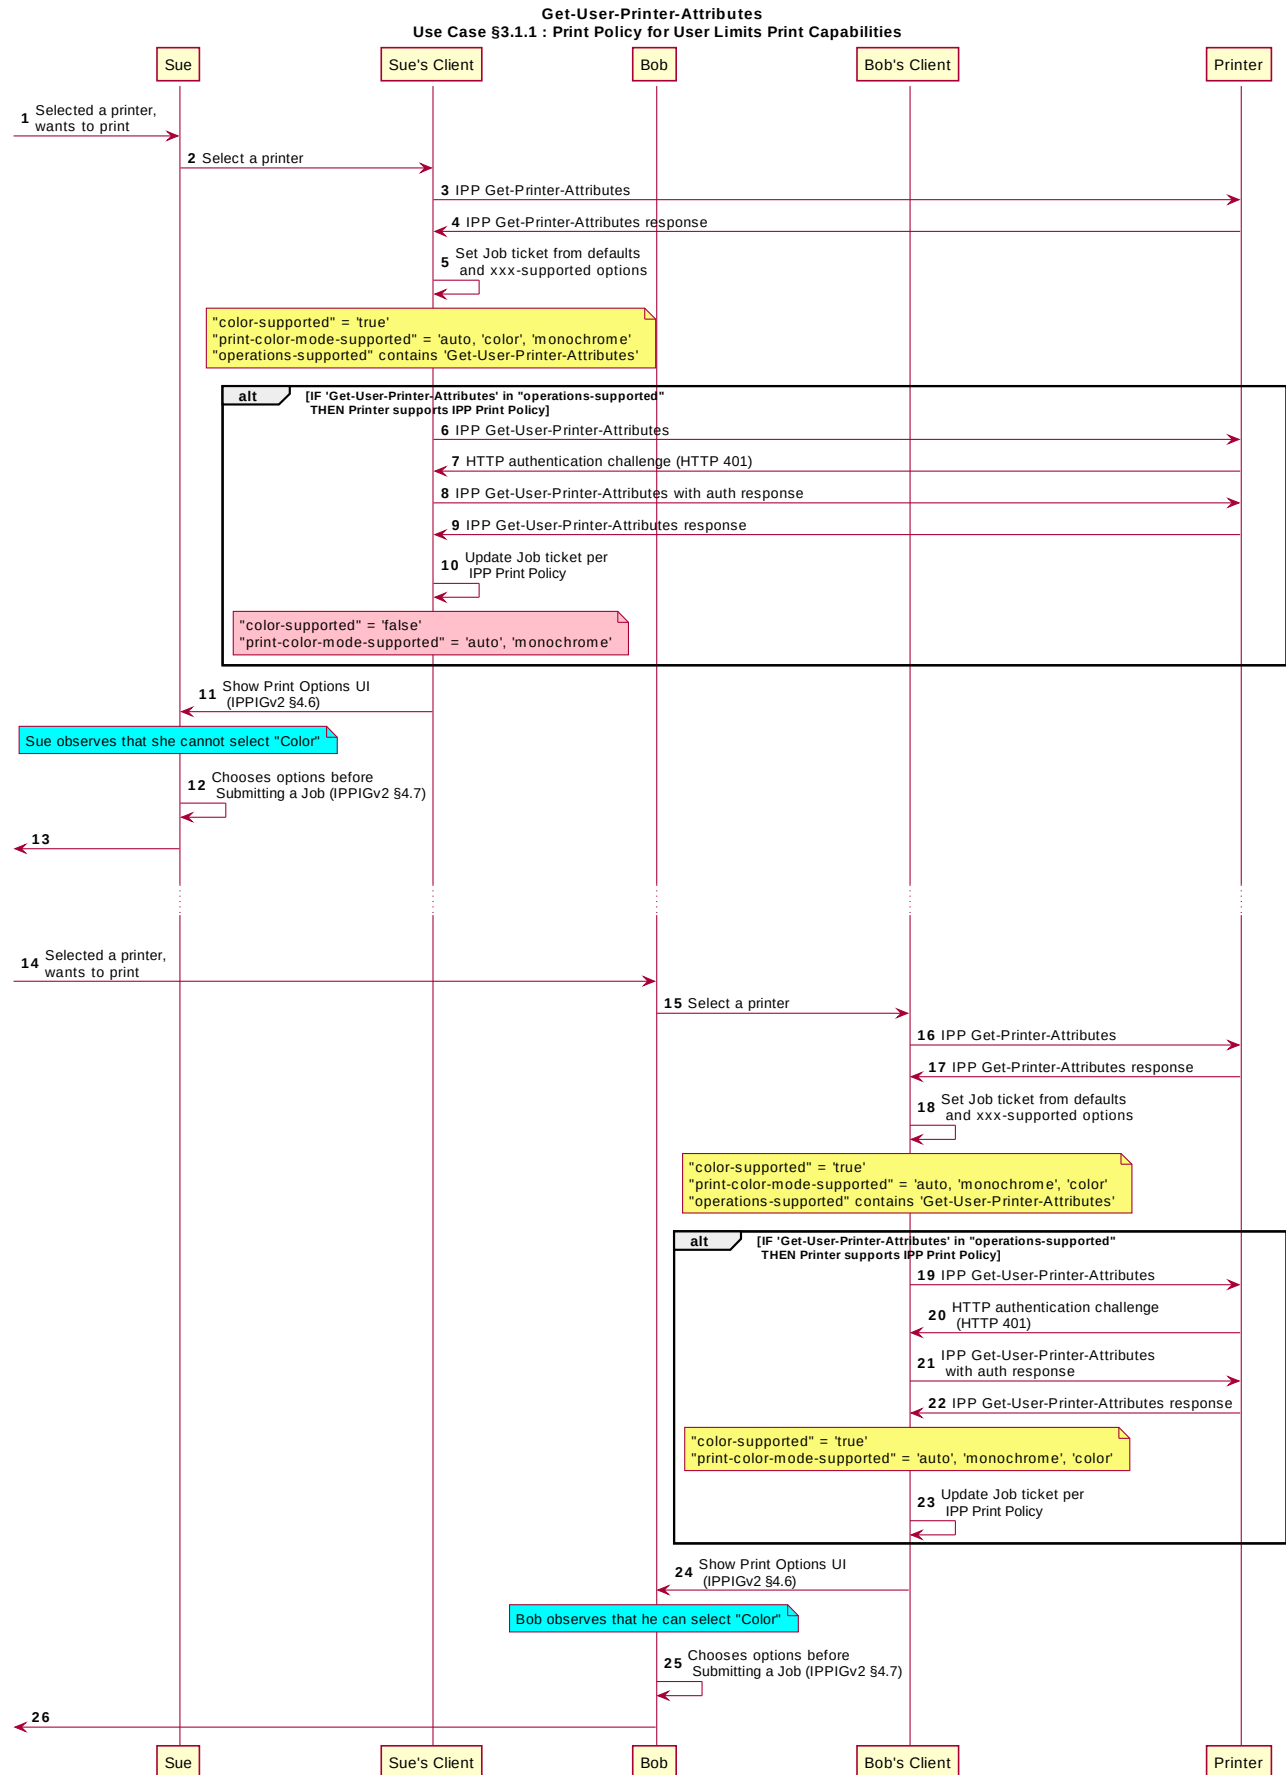 Get-User-Printer-Attributes
Use Case §3.1.1 : Print Policy for User Limits Print Capabilities
Sue
Sue's Client
Bob
Bob's Client
Printer
1 Selected a printer,
wants to print
2 Select a printer
3 IPP Get-Printer-Attributes
4 IPP Get-Printer-Attributes response
5 Set Job ticket from defaults
and xxx-supported options
"color-supported" = 'true'
"print-color-mode-supported" = 'auto, 'color', 'monochrome'
"operations-supported" contains 'Get-User-Printer-Attributes'
alt [IF 'Get-User-Printer-Attributes' in "operations-supported"
THEN Printer supports IPP Print Policy]
6 IPP Get-User-Printer-Attributes
7 HTTP authentication challenge (HTTP 401)
8 IPP Get-User-Printer-Attributes with auth response
9 IPP Get-User-Printer-Attributes response
10 Update Job ticket per
IPP Print Policy
"color-supported" = 'false'
"print-color-mode-supported" = 'auto', 'monochrome'
11 Show Print Options UI
(IPPIGv2 §4.6)
Sue observes that she cannot select "Color"
12 Chooses options before
Submitting a Job (IPPIGv2 §4.7)
13
14 Selected a printer,
wants to print
15 Select a printer
16 IPP Get-Printer-Attributes
17 IPP Get-Printer-Attributes response
18 Set Job ticket from defaults
and xxx-supported options
"color-supported" = 'true'
"print-color-mode-supported" = 'auto, 'monochrome', 'color'
"operations-supported" contains 'Get-User-Printer-Attributes'
alt [IF 'Get-User-Printer-Attributes' in "operations-supported"
THEN Printer supports IPP Print Policy]
19 IPP Get-User-Printer-Attributes
20 HTTP authentication challenge
(HTTP 401)
21 IPP Get-User-Printer-Attributes
with auth response
22 IPP Get-User-Printer-Attributes response
"color-supported" = 'true'
"print-color-mode-supported" = 'auto', 'monochrome', 'color'
23 Update Job ticket per
IPP Print Policy
24 Show Print Options UI
(IPPIGv2 §4.6)
Bob observes that he can select "Color"
25 Chooses options before
Submitting a Job (IPPIGv2 §4.7)
26
Sue
Sue's Client
Bob
Bob's Client
Printer